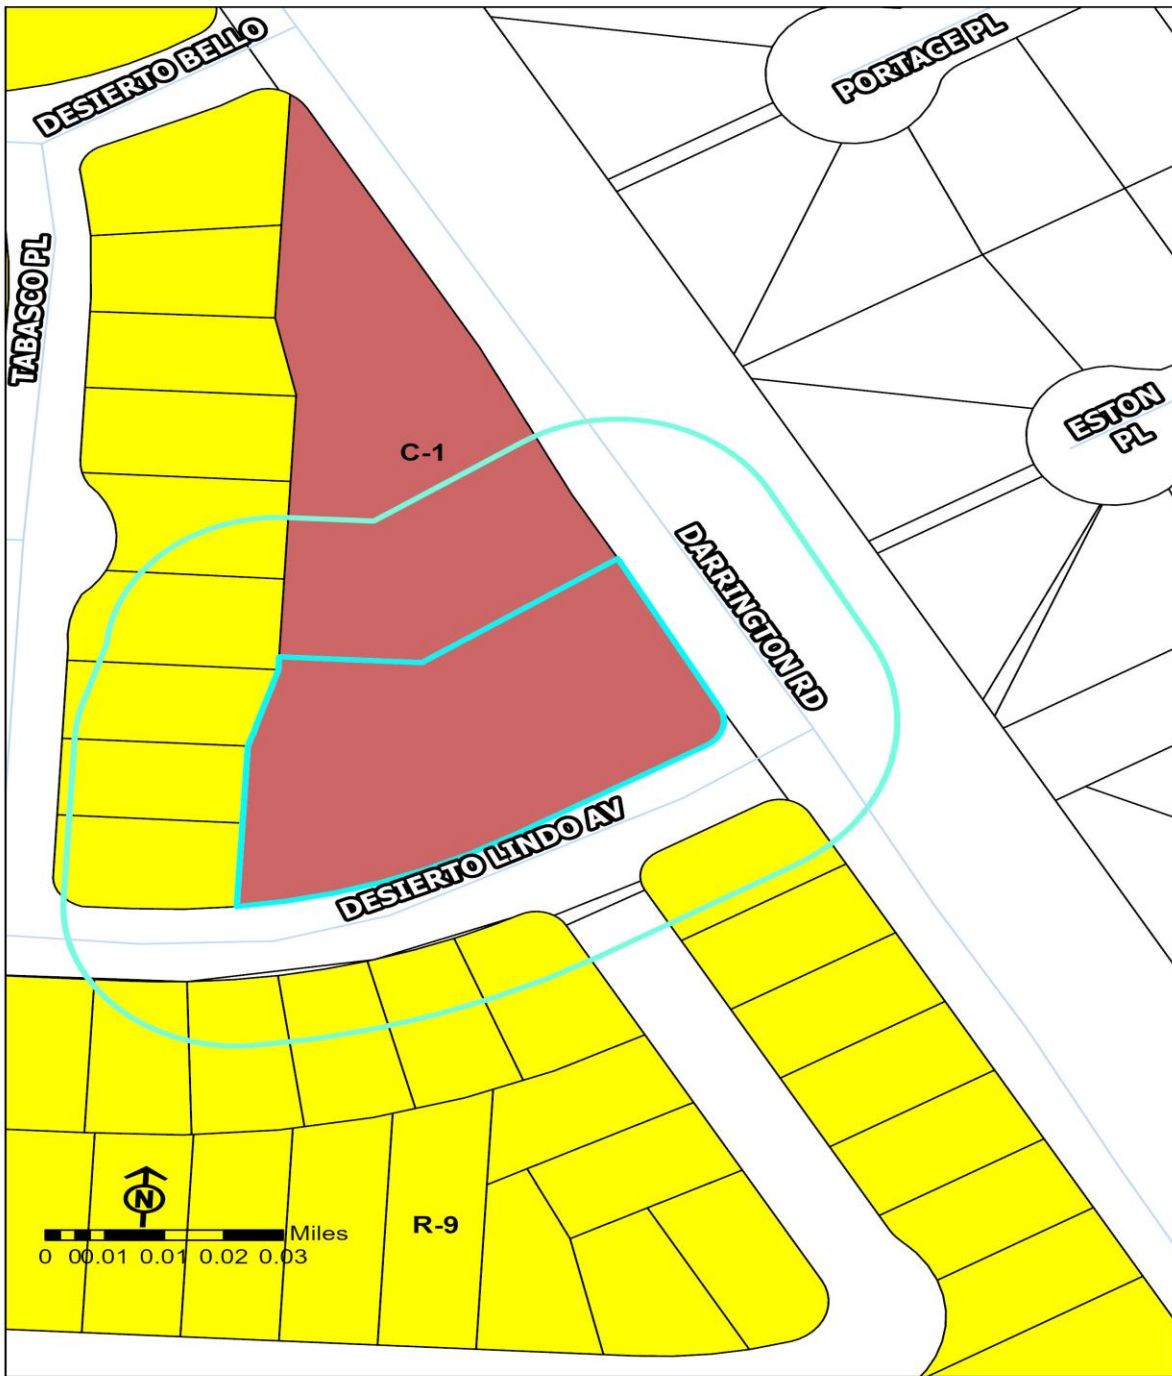 DESIERTO BELLO
PORTAGE PL
TABASCO PL
ESTON
PL
C-1
DARRINGTON RD
DESIERTO LINDO AV
N
R-9
Miles
0 00.01 0.01 0.02 0.03